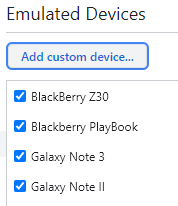 Emulated Devices
Add custom device...
BlackBerry Z30
Blackberry PlayBook
Galaxy Note 3
Galaxy Note II